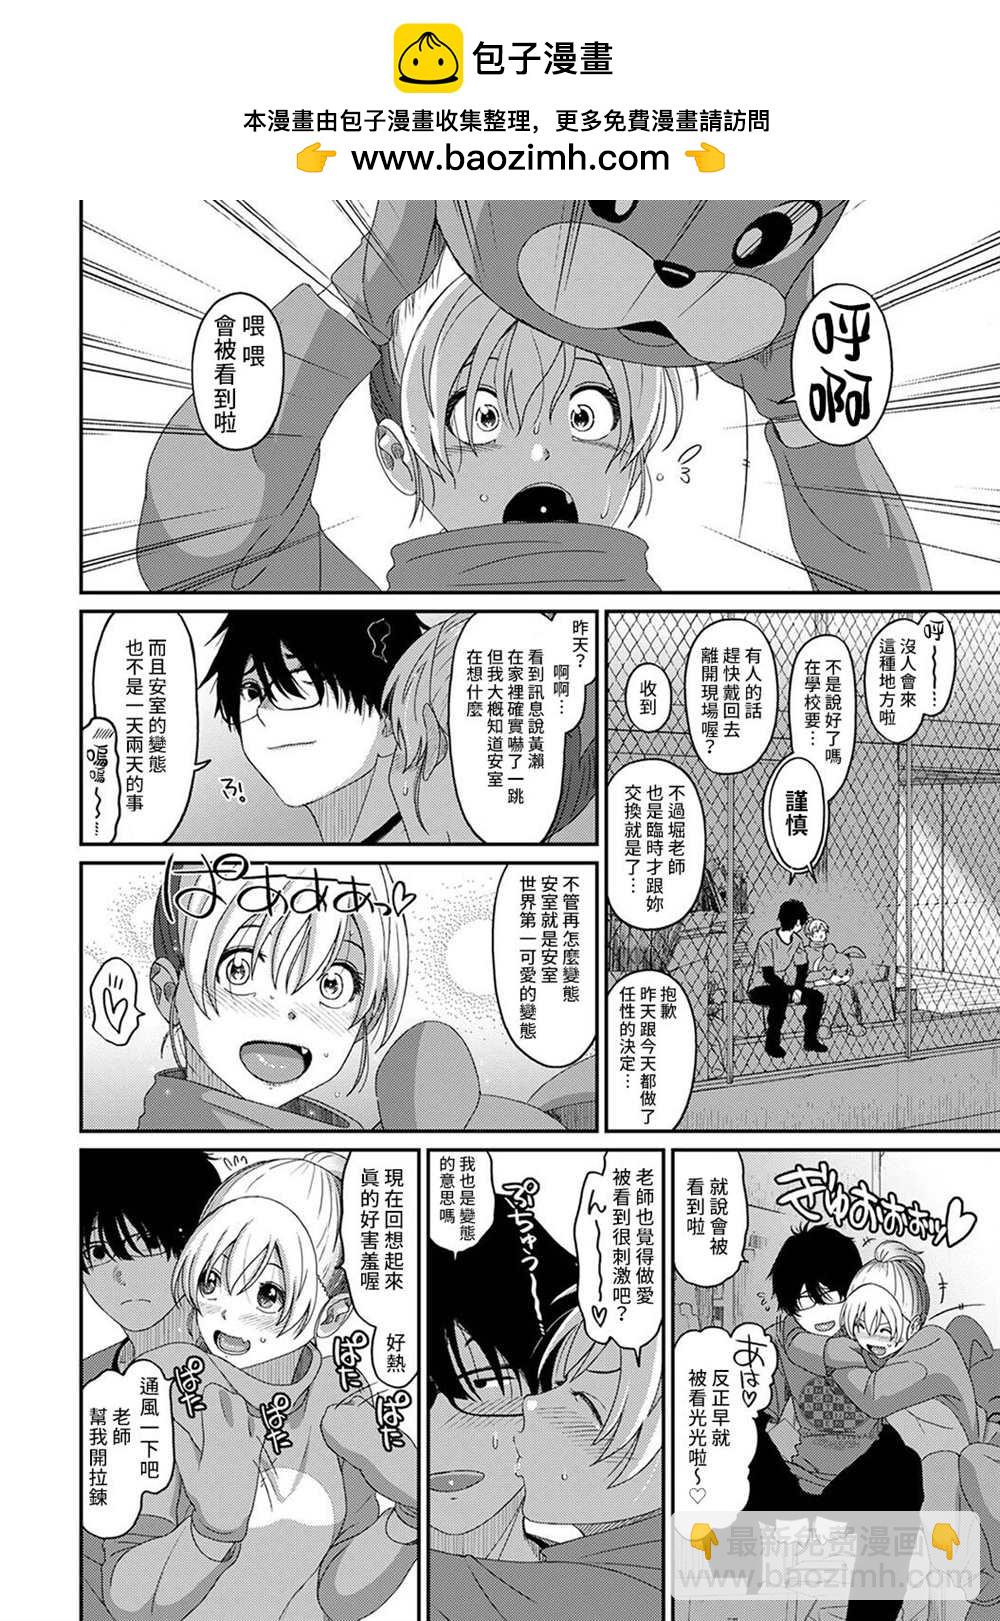 包子漫畫
本漫畫由包子漫畫收集整理，更多免費漫畫請訪問
👉 www.baozimh.com 👈
呼啊
喂喂
會被看到啦
呼～
沒人會來
這種地方啦
不是說好了嗎
在學校要…
謹慎
有人的話
趕快戴回去
離開現場喔？
收到
不過堀老師
也是臨時才跟妳
交換就是了…
抱歉
昨天跟今天都做了
任性的決定…
昨天？
啊啊…
看到訊息說黃瀨
在家裡確實嚇了一跳
但我大概知道安室
在想什麼
ふ！
而且安室的變態
也不是一天兩天的事
嗚嗚～……
不管再怎麼變態
安室就是安室
世界第一可愛的變態
ぱあああぁっ♡
♡
就說會被
看到啦
ぎゅおおおッ♡
あは♡
反正早就
被看光光啦～♡
老師也覺得做愛
被看到很刺激吧？
ん～♡
ぷちゅう～
我也是變態
的意思嗎
現在回想起來
真的好害羞喔
好熱
ぱた
ぱた
ぱた
ぱた
通風一下吧
老師
幫我開拉鍊
👇最新免费漫画👇
www.baozimh.com